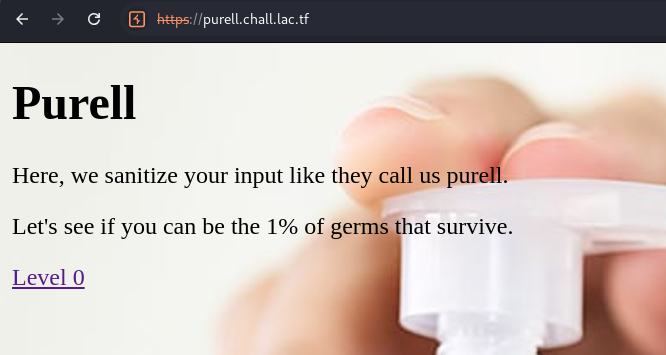 https://purell.chall.lac.tf
Purell
Here, we sanitize your input like they call us purell.
Let's see if you can be the 1% of germs that survive.
Level 0